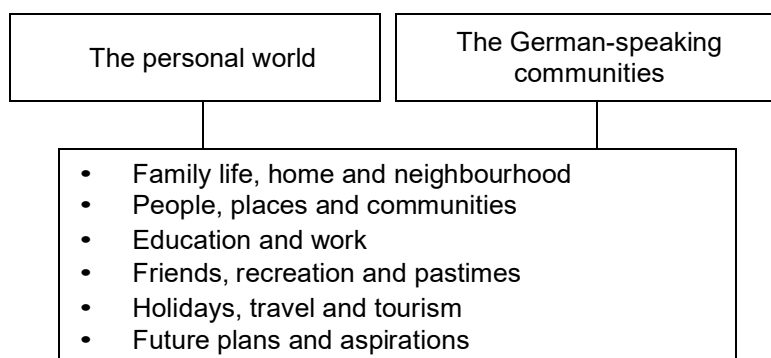 The personal world
The German-speaking
communities
• Family life, home and neighbourhood
• People, places and communities
• Education and work
• Friends, recreation and pastimes
• Holidays, travel and tourism
• Future plans and aspirations